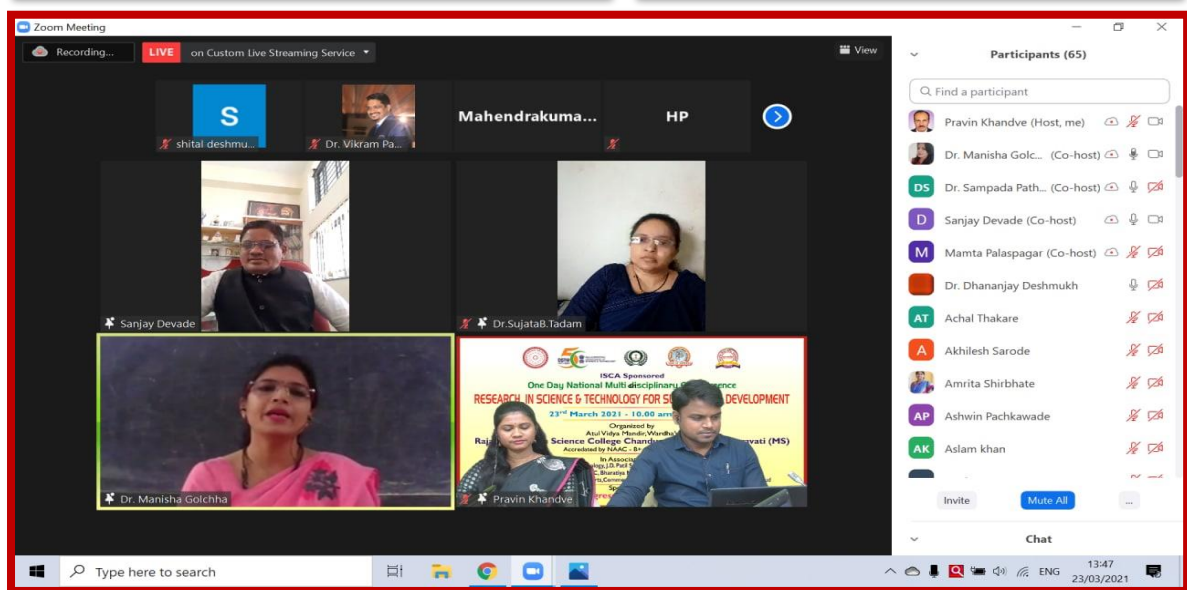 Zoom Meeting
Recording...
LIVE on Custom Live Streaming Service
View
S
shital deshmu...
Dr. Vikram Pa...
Mahendrakuma...
HP
Sanjay Devade
Dr.SujataB.Tadam
Dr. Manisha Golchha
ISCA Sponsored
One Day National Multi disciplinary
RESEARCH IN SCIENCE & TECHNOLOGY FOR DEVELOPMENT
23rd March 2021 - 10.00 am
Organized by
Atul Vidya Mandir, Wardha
Science College Chandu
Accredated by NAAC - B+
Pravin Khandve
Participants (65)
Find a participant
Pravin Khandve (Host, me)
Dr. Manisha Golc... (Co-host)
DS Dr. Sampada Path... (Co-host)
D Sanjay Devade (Co-host)
M Mamta Palaspagar (Co-host)
Dr. Dhananjay Deshmukh
AT Achal Thakare
A Akhilesh Sarode
Amrita Shirbhate
AP Ashwin Pachkawade
AK Aslam khan
Invite Mute All ...
Chat
Type here to search
ENG
13:47
23/03/2021